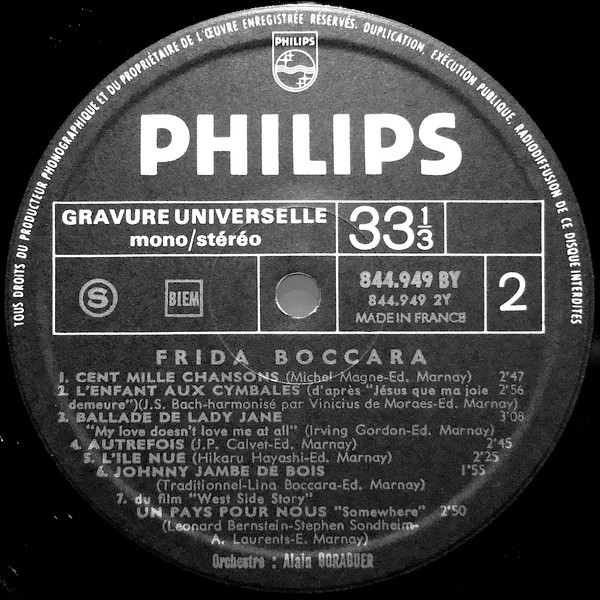 TOUS DROITS DU PRODUCTEUR PHONOGRAPHIQUE ET DU PROPRIÉTAIRE DE L'ŒUVRE ENREGISTRÉE RÉSERVÉS. DUPLICATION, EXÉCUTION PUBLIQUE, RADIODIFFUSION DE CE DISQUE INTERDITES
PHILIPS
PHILIPS
GRAVURE UNIVERSELLE
mono/stéréo
33 1/3
S
BIEM
844.949 BY
844.949 2Y
MADE IN FRANCE
2
FRIDA BOCCARA
1. CENT MILLE CHANSONS (Michel Magne-Ed. Marnay) 2'47
2. L'ENFANT AUX CYMBALES (d'après "Jésus que ma joie 2'56
demeure")(J.S. Bach-harmonisé par Vinicius de Moraes-Ed. Marnay)
3. BALLADE DE LADY JANE 3'08
"My love doesn't love me at all" (Irving Gordon-Ed. Marnay)
4. AUTREFOIS (J.P. Calvet-Ed. Marnay) 2'45
5. L'ILE NUE (Hikaru Hayashi-Ed. Marnay) 2'25
6. JOHNNY JAMBE DE BOIS 1'55
(Traditionnel-Lina Boccara-Ed. Marnay)
7. du film "West Side Story"
UN PAYS POUR NOUS "Somewhere" 2'50
(Leonard Bernstein-Stephen Sondheim-
A. Laurents-E. Marnay)
Orchestre : Alain GORAGUER